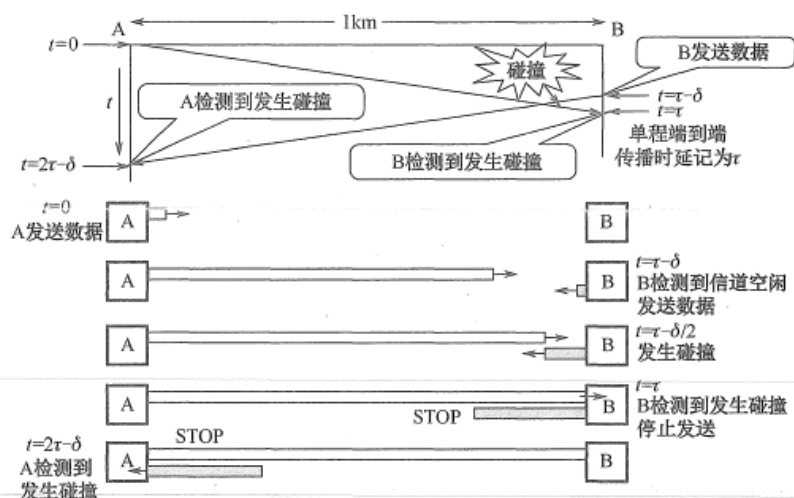 A
1km
B
t=0
B发送数据
碰撞
t
A检测到发生碰撞
t=τ−δ
t=τ
单程端到端
传播时延记为τ
B检测到发生碰撞
t=2τ−δ
t=0
A发送数据
A
B
A
B
t=τ−δ
B检测到信道空闲
发送数据
A
B
t=τ−δ/2
发生碰撞
A
B
t=τ
B检测到发生碰撞
停止发送
STOP
STOP
t=2τ−δ
A检测到
发生碰撞
A
B